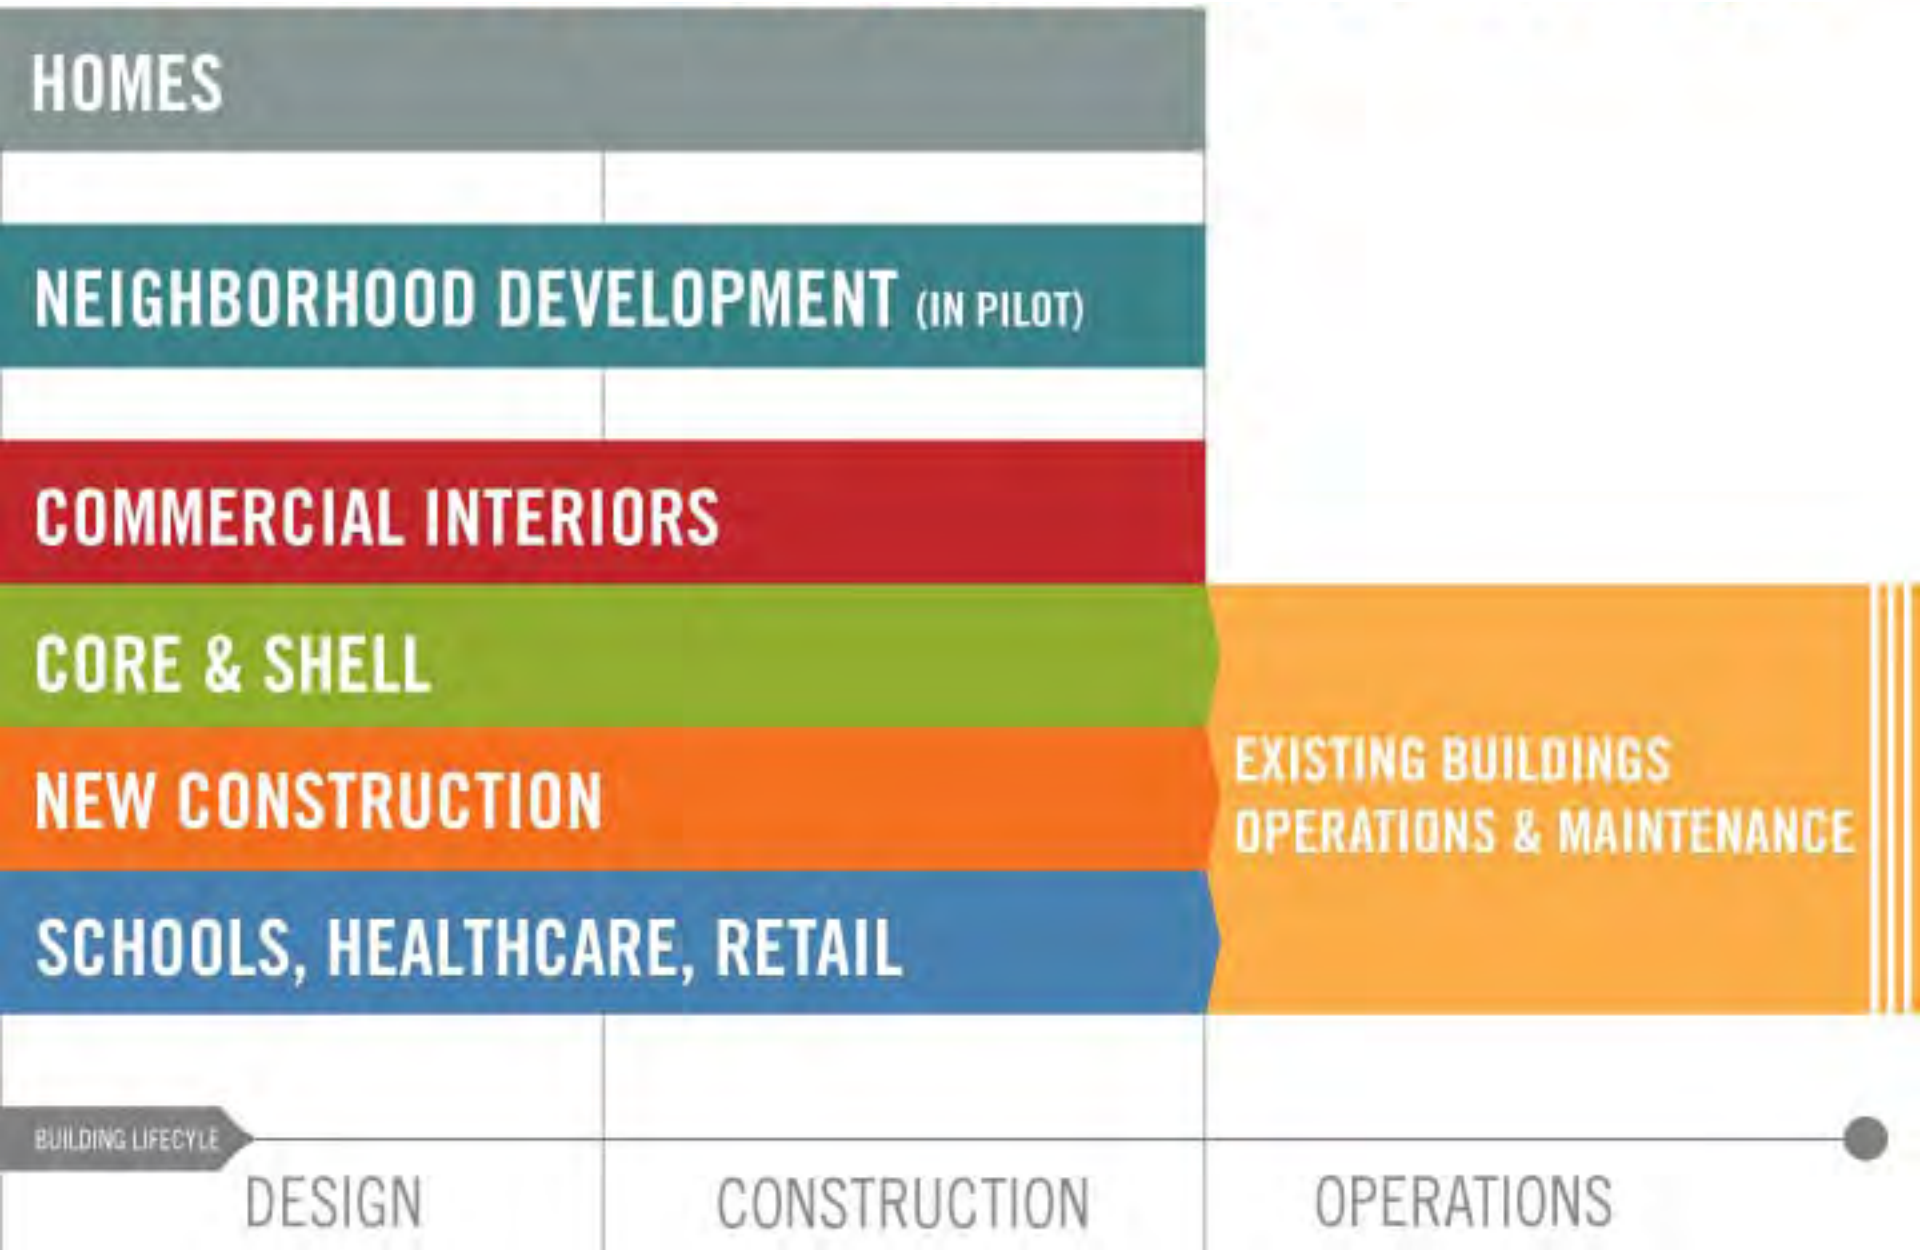 HOMES
NEIGHBORHOOD DEVELOPMENT (IN PILOT)
COMMERCIAL INTERIORS
CORE & SHELL
NEW CONSTRUCTION
SCHOOLS, HEALTHCARE, RETAIL
EXISTING BUILDINGS
OPERATIONS & MAINTENANCE
BUILDING LIFECYLE
DESIGN
CONSTRUCTION
OPERATIONS